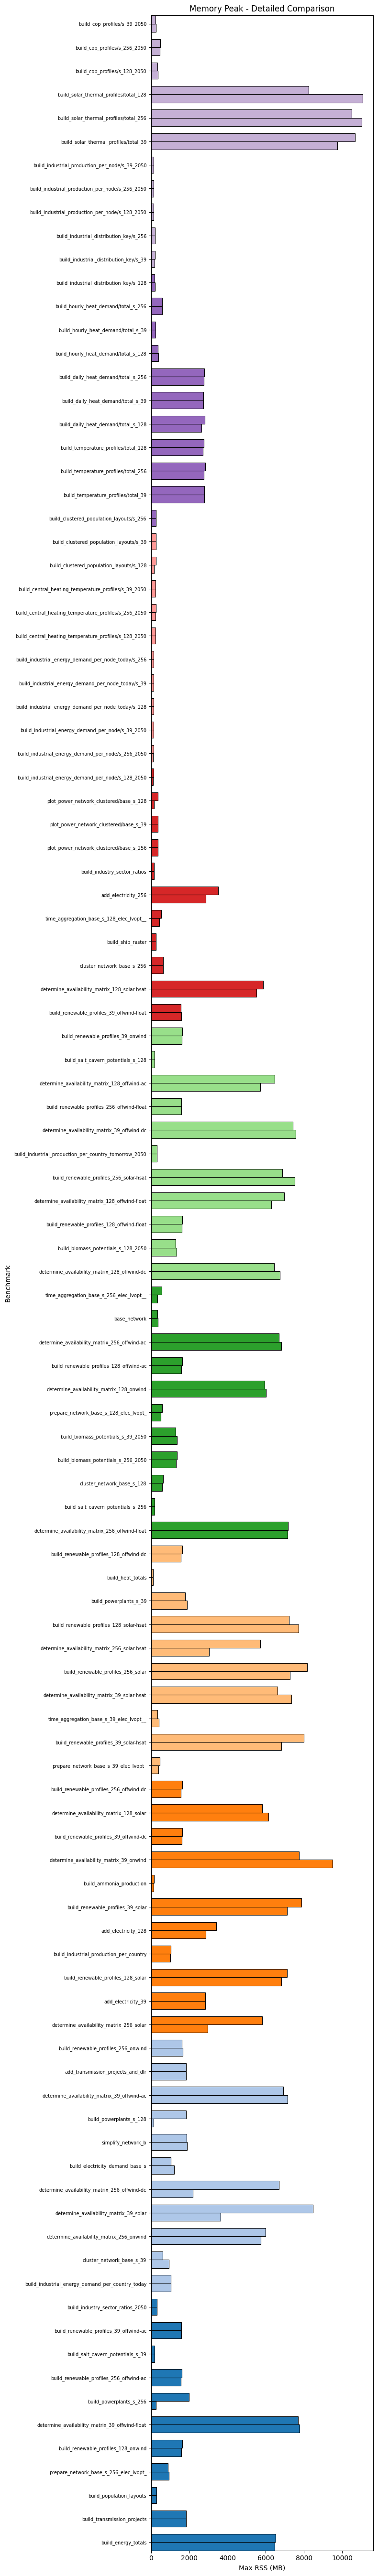 Memory Peak - Detailed Comparison
build_cop_profiles/s_39_2050
build_cop_profiles/s_256_2050
build_cop_profiles/s_128_2050
build_solar_thermal_profiles/total_128
build_solar_thermal_profiles/total_256
build_solar_thermal_profiles/total_39
build_industrial_production_per_node/s_39_2050
build_industrial_production_per_node/s_256_2050
build_industrial_production_per_node/s_128_2050
build_industrial_distribution_key/s_256
build_industrial_distribution_key/s_39
build_industrial_distribution_key/s_128
build_hourly_heat_demand/total_s_256
build_hourly_heat_demand/total_s_39
build_hourly_heat_demand/total_s_128
build_daily_heat_demand/total_s_256
build_daily_heat_demand/total_s_39
build_daily_heat_demand/total_s_128
build_temperature_profiles/total_128
build_temperature_profiles/total_256
build_temperature_profiles/total_39
build_clustered_population_layouts/s_256
build_clustered_population_layouts/s_39
build_clustered_population_layouts/s_128
build_central_heating_temperature_profiles/s_39_2050
build_central_heating_temperature_profiles/s_256_2050
build_central_heating_temperature_profiles/s_128_2050
build_industrial_energy_demand_per_node_today/s_256
build_industrial_energy_demand_per_node_today/s_39
build_industrial_energy_demand_per_node_today/s_128
build_industrial_energy_demand_per_node/s_39_2050
build_industrial_energy_demand_per_node/s_256_2050
build_industrial_energy_demand_per_node/s_128_2050
plot_power_network_clustered/base_s_128
plot_power_network_clustered/base_s_39
plot_power_network_clustered/base_s_256
build_industry_sector_ratios
add_electricity_256
time_aggregation_base_s_128_elec_lvopt__
build_ship_raster
cluster_network_base_s_256
determine_availability_matrix_128_solar-hsat
build_renewable_profiles_39_offwind-float
build_renewable_profiles_39_onwind
build_salt_cavern_potentials_s_128
determine_availability_matrix_128_offwind-ac
build_renewable_profiles_256_offwind-float
determine_availability_matrix_39_offwind-dc
build_industrial_production_per_country_tomorrow_2050
build_renewable_profiles_256_solar-hsat
determine_availability_matrix_128_offwind-float
build_renewable_profiles_128_offwind-float
build_biomass_potentials_s_128_2050
determine_availability_matrix_128_offwind-dc
time_aggregation_base_s_256_elec_lvopt__
base_network
determine_availability_matrix_256_offwind-ac
build_renewable_profiles_128_offwind-ac
determine_availability_matrix_128_onwind
prepare_network_base_s_128_elec_lvopt_
build_biomass_potentials_s_39_2050
build_biomass_potentials_s_256_2050
cluster_network_base_s_128
build_salt_cavern_potentials_s_256
determine_availability_matrix_256_offwind-float
build_renewable_profiles_128_offwind-dc
build_heat_totals
build_powerplants_s_39
build_renewable_profiles_128_solar-hsat
determine_availability_matrix_256_solar-hsat
build_renewable_profiles_256_solar
determine_availability_matrix_39_solar-hsat
time_aggregation_base_s_39_elec_lvopt__
build_renewable_profiles_39_solar-hsat
prepare_network_base_s_39_elec_lvopt_
build_renewable_profiles_256_offwind-dc
determine_availability_matrix_128_solar
build_renewable_profiles_39_offwind-dc
determine_availability_matrix_39_onwind
build_ammonia_production
build_renewable_profiles_39_solar
add_electricity_128
build_industrial_production_per_country
build_renewable_profiles_128_solar
add_electricity_39
determine_availability_matrix_256_solar
build_renewable_profiles_256_onwind
add_transmission_projects_and_dlr
determine_availability_matrix_39_offwind-ac
build_powerplants_s_128
simplify_network_b
build_electricity_demand_base_s
determine_availability_matrix_256_offwind-dc
determine_availability_matrix_39_solar
determine_availability_matrix_256_onwind
cluster_network_base_s_39
build_industrial_energy_demand_per_country_today
build_industry_sector_ratios_2050
build_renewable_profiles_39_offwind-ac
build_salt_cavern_potentials_s_39
build_renewable_profiles_256_offwind-ac
build_powerplants_s_256
determine_availability_matrix_39_offwind-float
build_renewable_profiles_128_onwind
prepare_network_base_s_256_elec_lvopt_
build_population_layouts
build_transmission_projects
build_energy_totals
Benchmark
0 2000 4000 6000 8000 10000
Max RSS (MB)